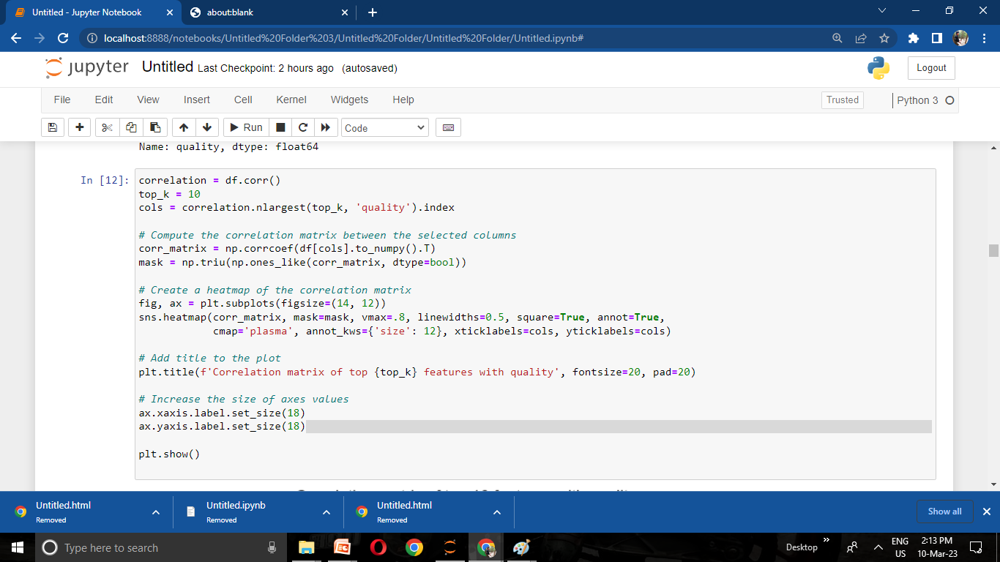 Untitled - Jupyter Notebook
about:blank
localhost:8888/notebooks/Untitled%20Folder%203/Untitled%20Folder/Untitled%20Folder/Untitled.ipynb#
jupyter Untitled Last Checkpoint: 2 hours ago (autosaved)
Logout
File Edit View Insert Cell Kernel Widgets Help
Trusted
Python 3
Run
Code
Name: quality, dtype: float64
In [12]:
correlation = df.corr()
top_k = 10
cols = correlation.nlargest(top_k, 'quality').index
# Compute the correlation matrix between the selected columns
corr_matrix = np.corrcoef(df[cols].to_numpy().T)
mask = np.triu(np.ones_like(corr_matrix, dtype=bool))
# Create a heatmap of the correlation matrix
fig, ax = plt.subplots(figsize=(14, 12))
sns.heatmap(corr_matrix, mask=mask, vmax=.8, linewidths=0.5, square=True, annot=True,
cmap='plasma', annot_kws={'size': 12}, xticklabels=cols, yticklabels=cols)
# Add title to the plot
plt.title(f'Correlation matrix of top {top_k} features with quality', fontsize=20, pad=20)
# Increase the size of axes values
ax.xaxis.label.set_size(18)
ax.yaxis.label.set_size(18)
plt.show()
Untitled.html
Removed
Untitled.ipynb
Removed
Untitled.html
Removed
Show all
Type here to search
Desktop
ENG
US
2:13 PM
10-Mar-23